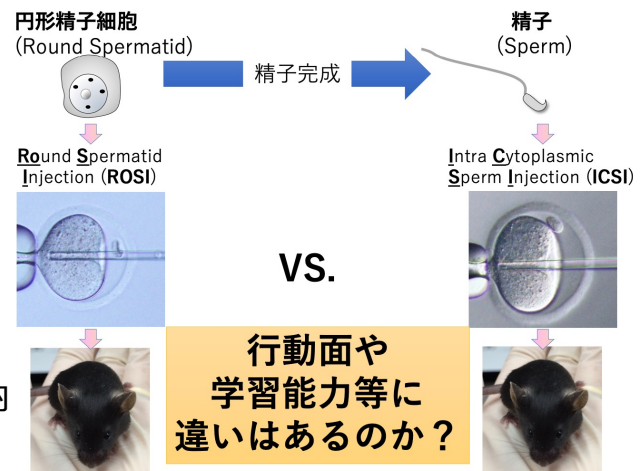 円形精子細胞
(Round Spermatid)
精子完成
精子
(Sperm)
Round Spermatid
Injection (ROSI)
Intra Cytoplasmic
Sperm Injection (ICSI)
VS.
行動面や
学習能力等に
違いはあるのか？
的